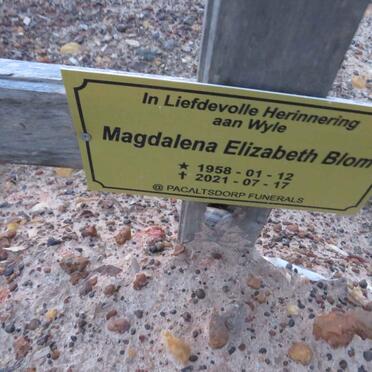 In Liefdevolle Herinnering
aan Wyle
Magdalena Elizabeth Blom
★ 1958 - 01 - 12
✝ 2021 - 07 - 17
@ PACALTSDORP FUNERALS